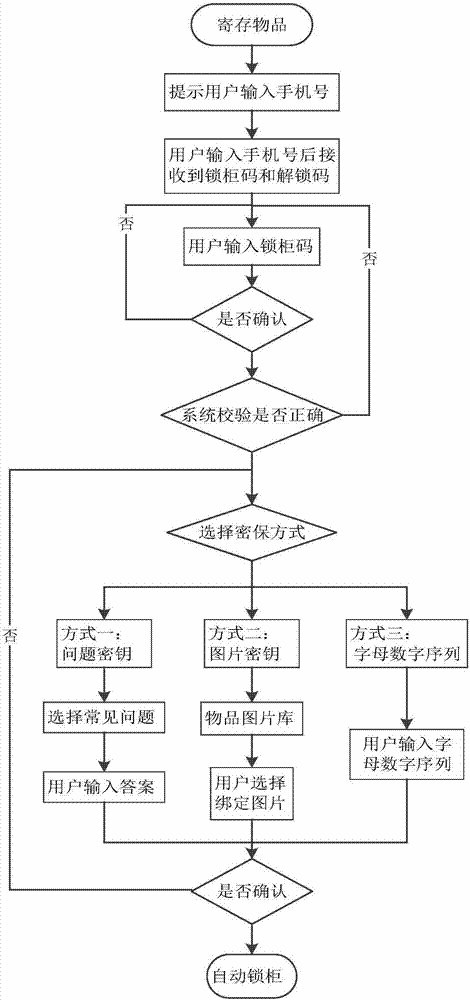 寄存物品
提示用户输入手机号
用户输入手机号后接
收到锁柜码和解锁码
否
用户输入锁柜码
否
是否确认
系统校验是否正确
选择密保方式
否
方式一：
问题密钥
方式二：
图片密钥
方式三：
字母数字序列
选择常见问题
物品图片库
用户输入字
母数字序列
用户输入答案
用户选择
绑定图片
是否确认
自动锁柜